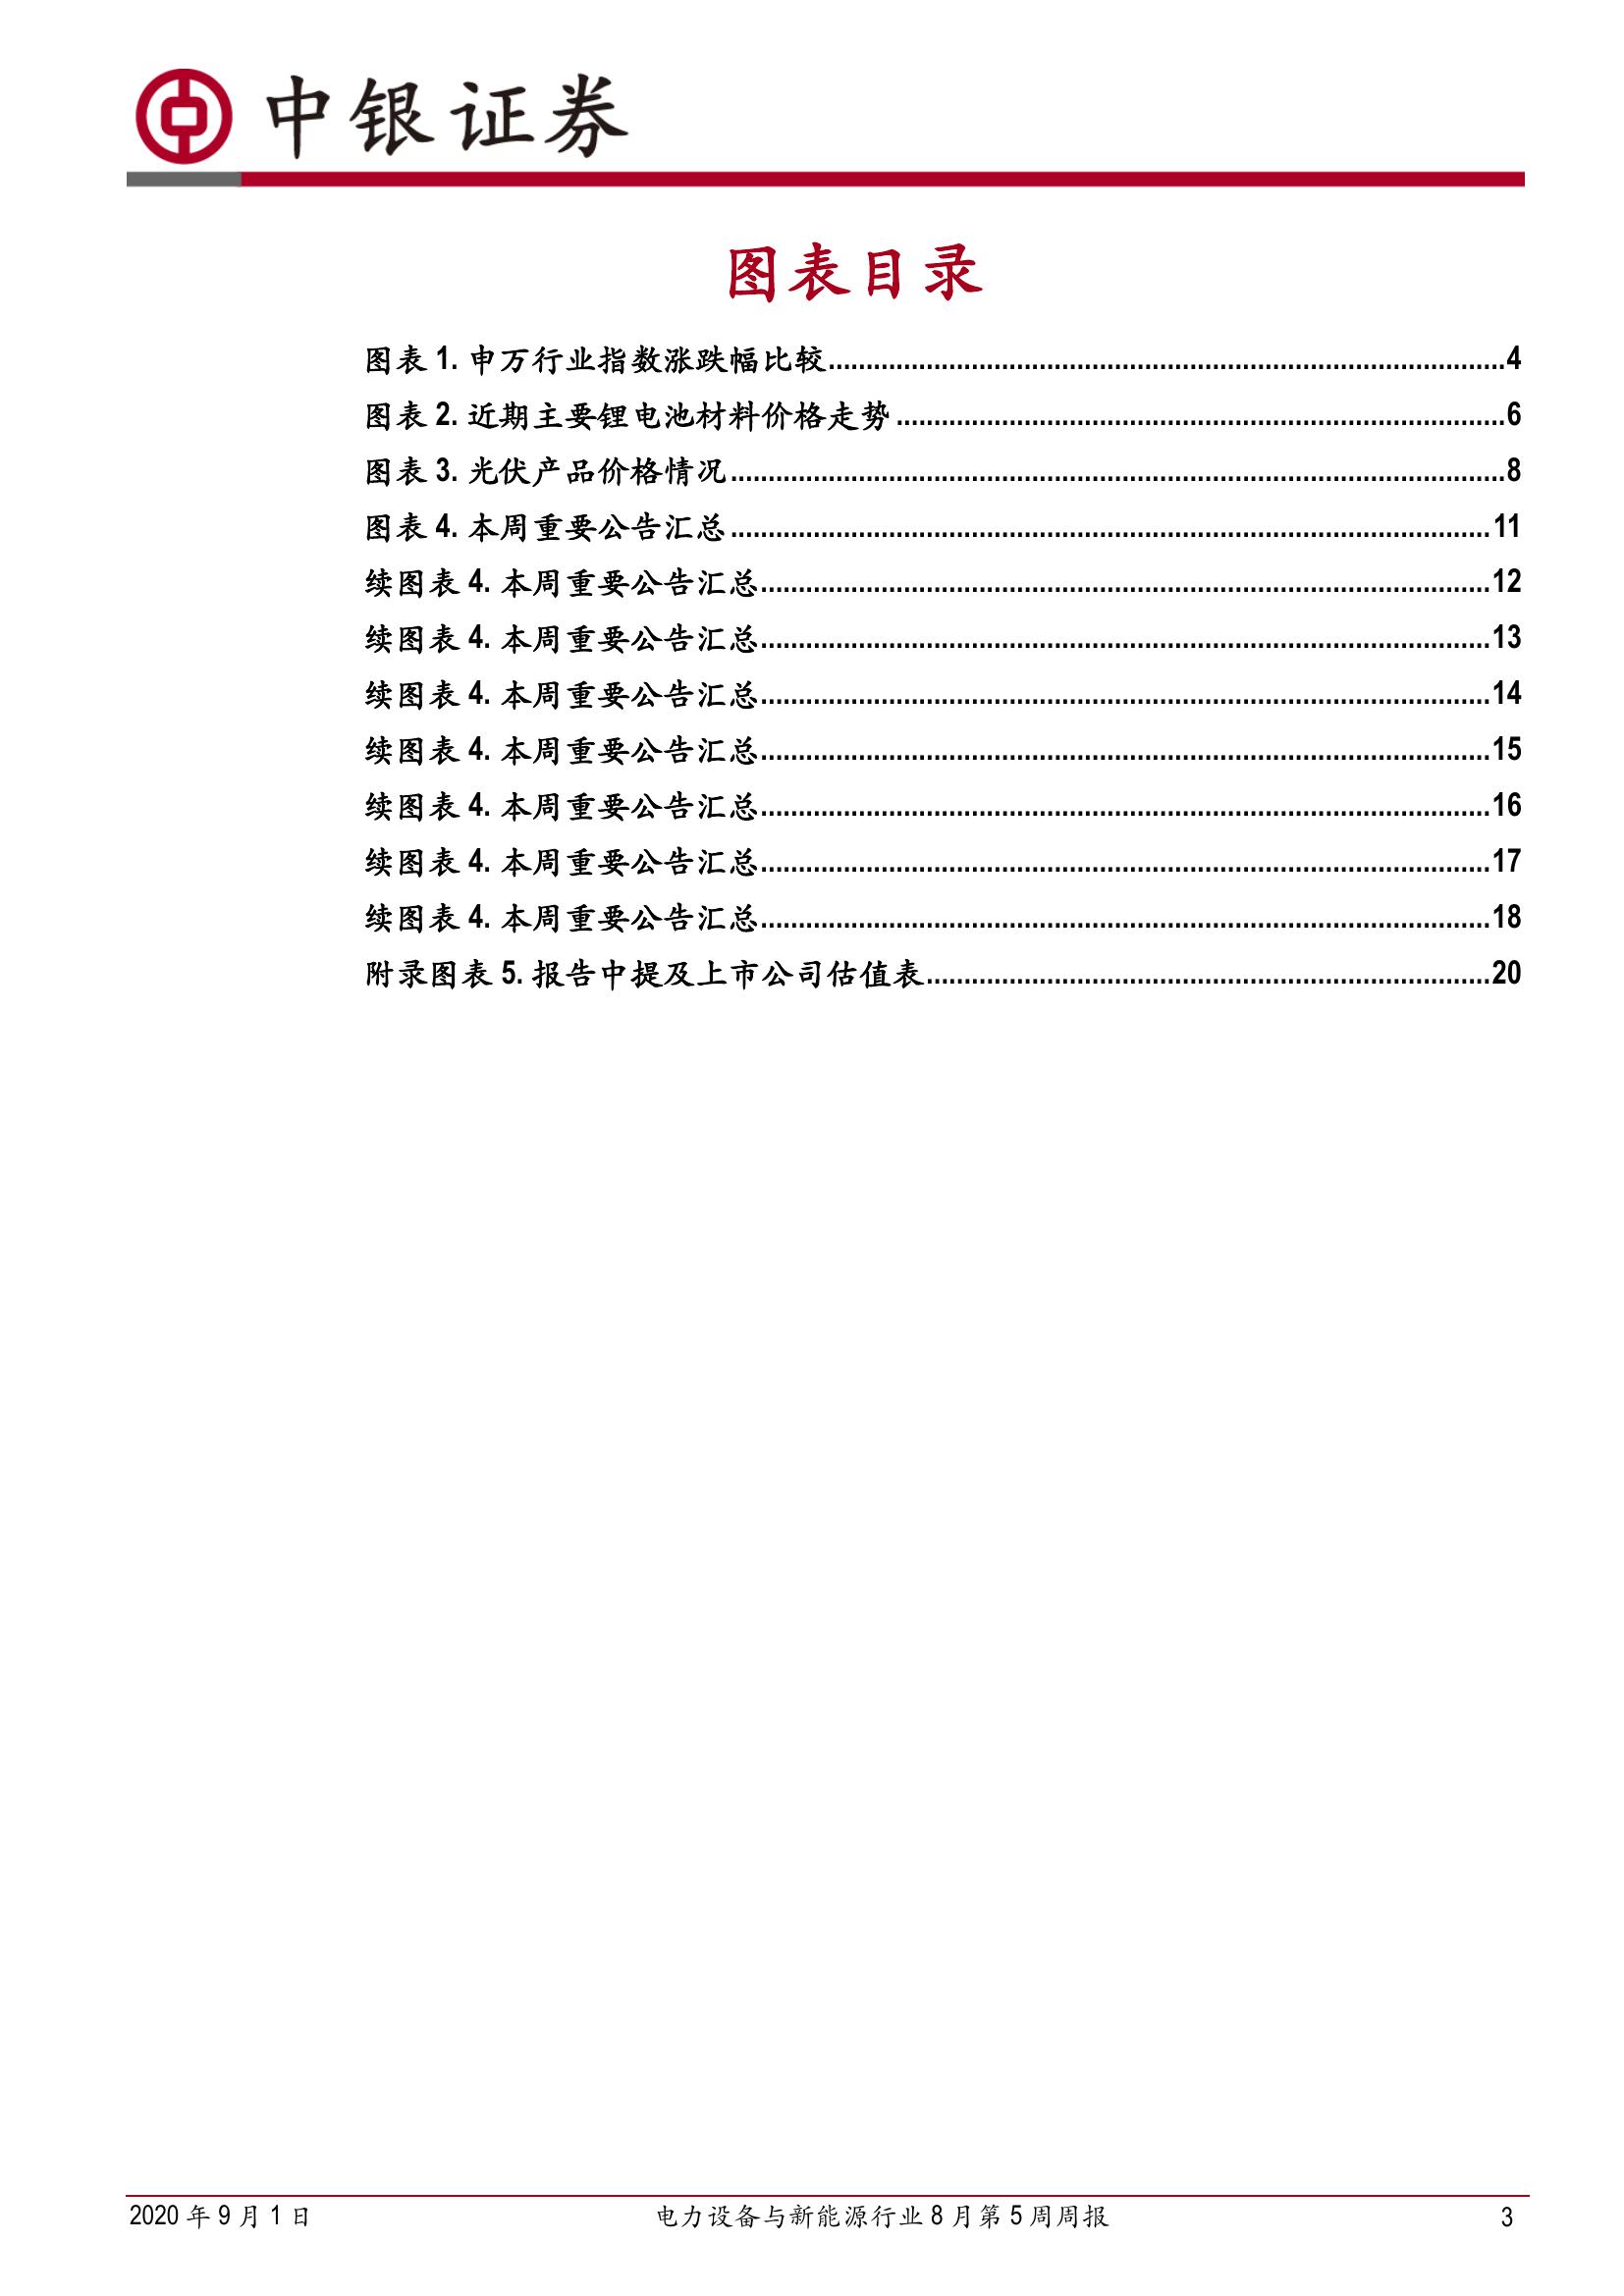 中银证券
图表目录
图表 1. 申万行业指数涨跌幅比较..........4
图表 2. 近期主要锂电池材料价格走势..........6
图表 3. 光伏产品价格情况..........8
图表 4. 本周重要公告汇总..........11
续图表 4. 本周重要公告汇总..........12
续图表 4. 本周重要公告汇总..........13
续图表 4. 本周重要公告汇总..........14
续图表 4. 本周重要公告汇总..........15
续图表 4. 本周重要公告汇总..........16
续图表 4. 本周重要公告汇总..........17
续图表 4. 本周重要公告汇总..........18
附录图表 5. 报告中提及上市公司估值表..........20
2020 年 9 月 1 日 电力设备与新能源行业 8 月第 5 周周报 3